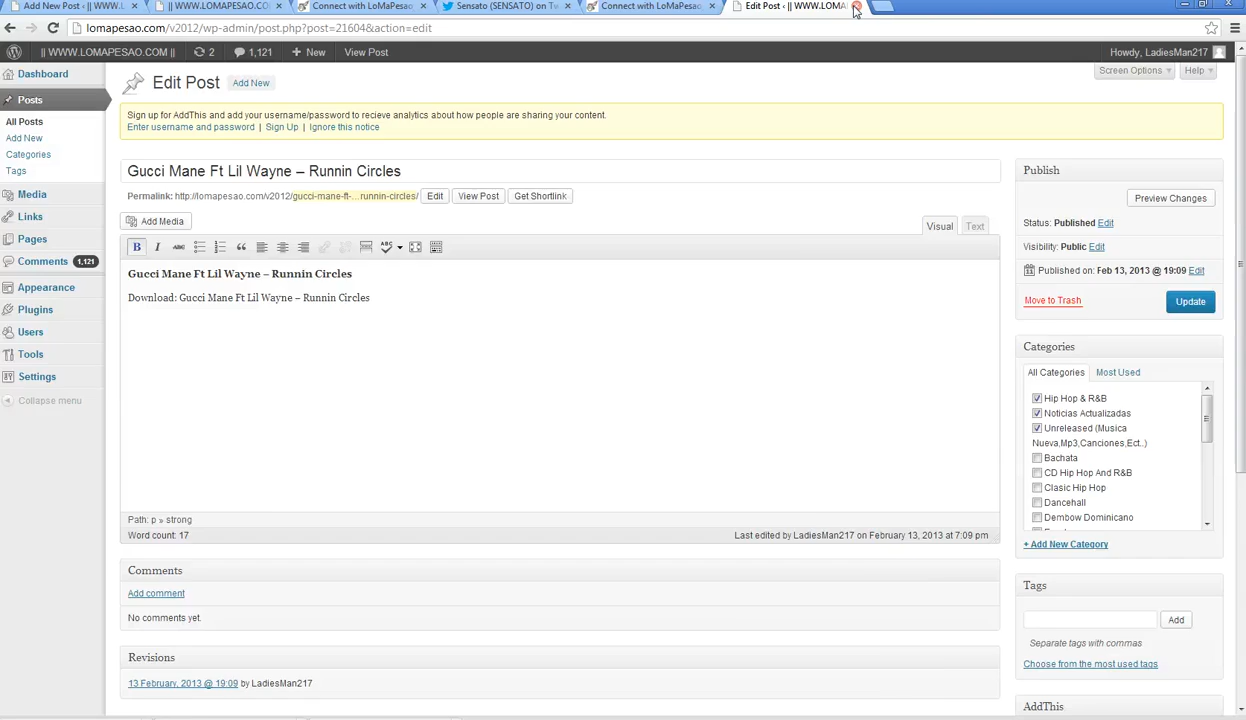 Add New Post ‹ || WWW.L
|| WWW.LOMAPESAO.C
Connect with LoMaPesao
Sensato (SENSATO) on Tw
Connect with LoMaPesao
Edit Post ‹ || WWW.LOMA
lomapesao.com/v2012/wp-admin/post.php?post=21604&action=edit
|| WWW.LOMAPESAO.COM ||
2
1,121
+ New
View Post
Howdy, LadiesMan217
Dashboard
Posts
All Posts
Add New
Categories
Tags
Media
Links
Pages
Comments 1,121
Appearance
Plugins
Users
Tools
Settings
Collapse menu
Screen Options
Help
Edit Post
Add New
Sign up for AddThis and add your username/password to recieve analytics about how people are sharing your content.
Enter username and password | Sign Up | Ignore this notice
Gucci Mane Ft Lil Wayne – Runnin Circles
Permalink: http://lomapesao.com/v2012/gucci-mane-ft-…runnin-circles/ Edit View Post Get Shortlink
Add Media
Visual Text
B I ABC ABC
Gucci Mane Ft Lil Wayne – Runnin Circles
Download: Gucci Mane Ft Lil Wayne – Runnin Circles
Path: p » strong
Word count: 17
Last edited by LadiesMan217 on February 13, 2013 at 7:09 pm
Comments
Add comment
No comments yet.
Revisions
13 February, 2013 @ 19:09 by LadiesMan217
Publish
Preview Changes
Status: Published Edit
Visibility: Public Edit
Published on: Feb 13, 2013 @ 19:09 Edit
Move to Trash
Update
Categories
All Categories Most Used
Hip Hop & R&B
Noticias Actualizadas
Unreleased (Musica
Nueva,Mp3,Canciones,Ect..)
Bachata
CD Hip Hop And R&B
Clasic Hip Hop
Dancehall
Dembow Dominicano
+ Add New Category
Tags
Add
Separate tags with commas
Choose from the most used tags
AddThis